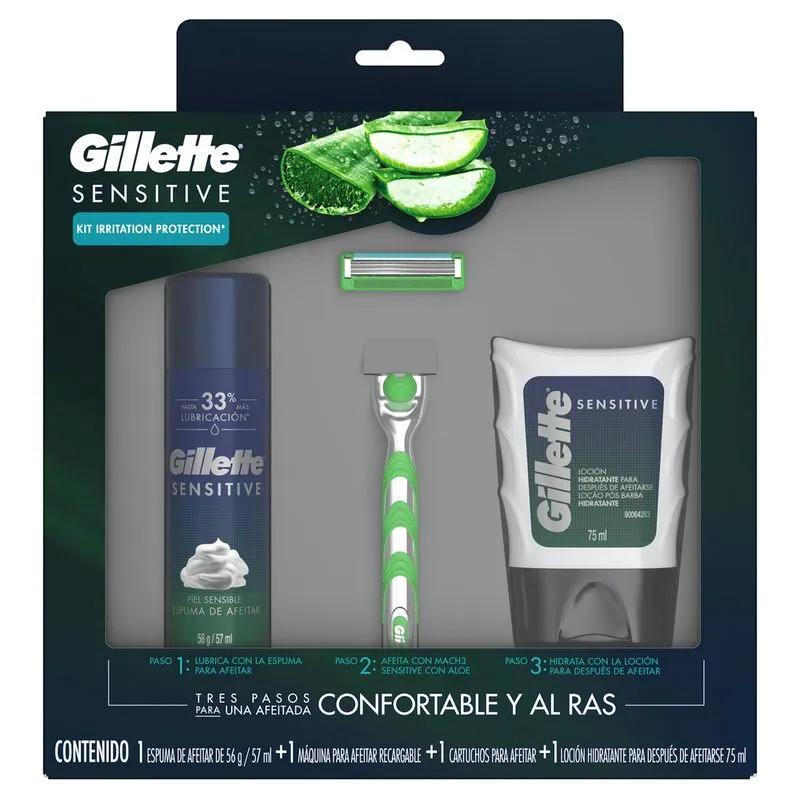 Gillette®
SENSITIVE
KIT IRRITATION PROTECTION*
HASTA 33% MÁS
LUBRICACIÓN*
Gillette
SENSITIVE
PIEL SENSIBLE
ESPUMA DE AFEITAR
56 g / 57 ml
Gi
Gillette
SENSITIVE
LOCIÓN
HIDRATANTE PARA
DESPUÉS DE AFEITARSE
LOÇÃO PÓS BARBA
HIDRATANTE
90064283
75 ml
PASO 1: LUBRICA CON LA ESPUMA
PARA AFEITAR
PASO 2: AFEITA CON MACH3
SENSITIVE CON ALOE
PASO 3: HIDRATA CON LA LOCIÓN
PARA DESPUÉS DE AFEITAR
TRES PASOS
PARA UNA AFEITADA CONFORTABLE Y AL RAS
CONTENIDO 1 ESPUMA DE AFEITAR DE 56 g / 57 ml + 1 MÁQUINA PARA AFEITAR RECARGABLE + 1 CARTUCHOS PARA AFEITAR + 1 LOCIÓN HIDRATANTE PARA DESPUÉS DE AFEITARSE 75 ml